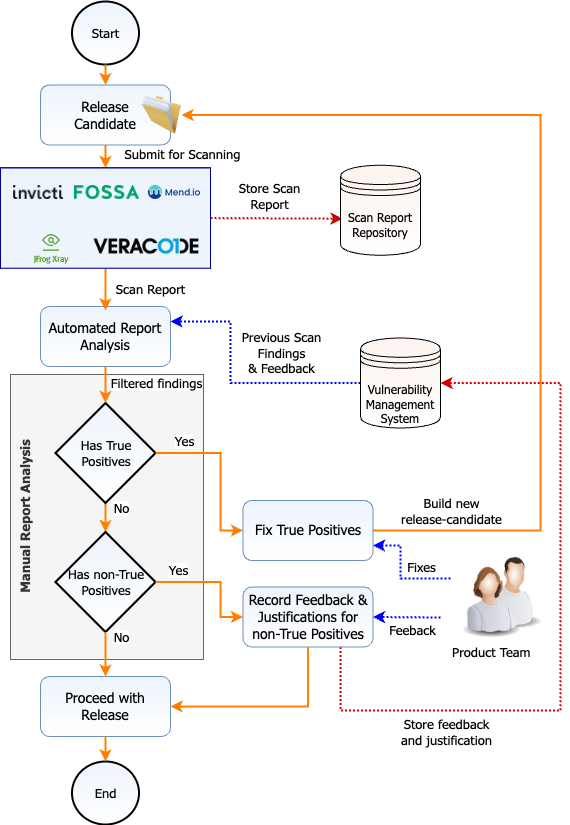 Start
Release
Candidate
Submit for Scanning
invicti
FOSSA
Mend.io
JFrog Xray
VERACODE
Store Scan
Report
Scan Report
Repository
Scan Report
Automated Report
Analysis
Previous Scan
Findings
& Feedback
Vulnerability
Management
System
Filtered findings
Manual Report Analysis
Has True
Positives
Yes
No
Fix True Positives
Build new
release-candidate
Has non-True
Positives
Yes
No
Record Feedback &
Justifications for
non-True Positives
Fixes
Feeback
Product Team
Proceed with
Release
Store feedback
and justification
End